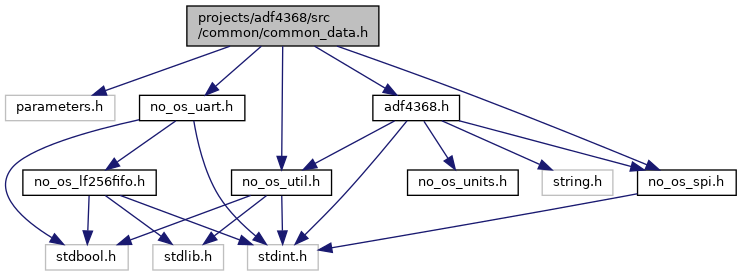 projects/adf4368/src
/common/common_data.h
parameters.h
no_os_uart.h
adf4368.h
no_os_lf256fifo.h
no_os_util.h
no_os_units.h
string.h
no_os_spi.h
stdbool.h
stdlib.h
stdint.h